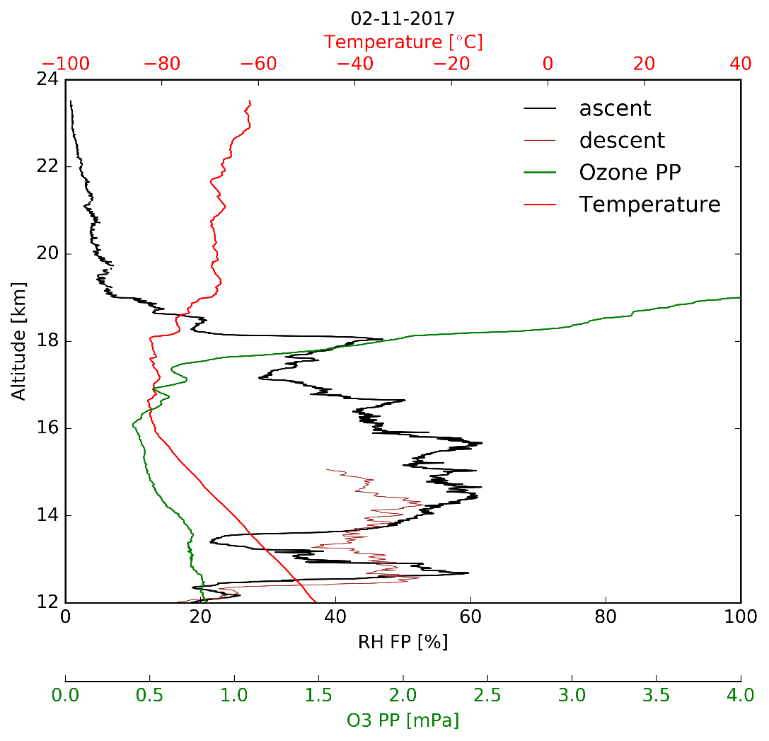 02-11-2017
Temperature [°C]
−100 −80 −60 −40 −20 0 20 40
24
22
20
18
16
14
12
Altitude [km]
ascent
descent
Ozone PP
Temperature
0 20 40 60 80 100
RH FP [%]
0.0 0.5 1.0 1.5 2.0 2.5 3.0 3.5 4.0
O3 PP [mPa]